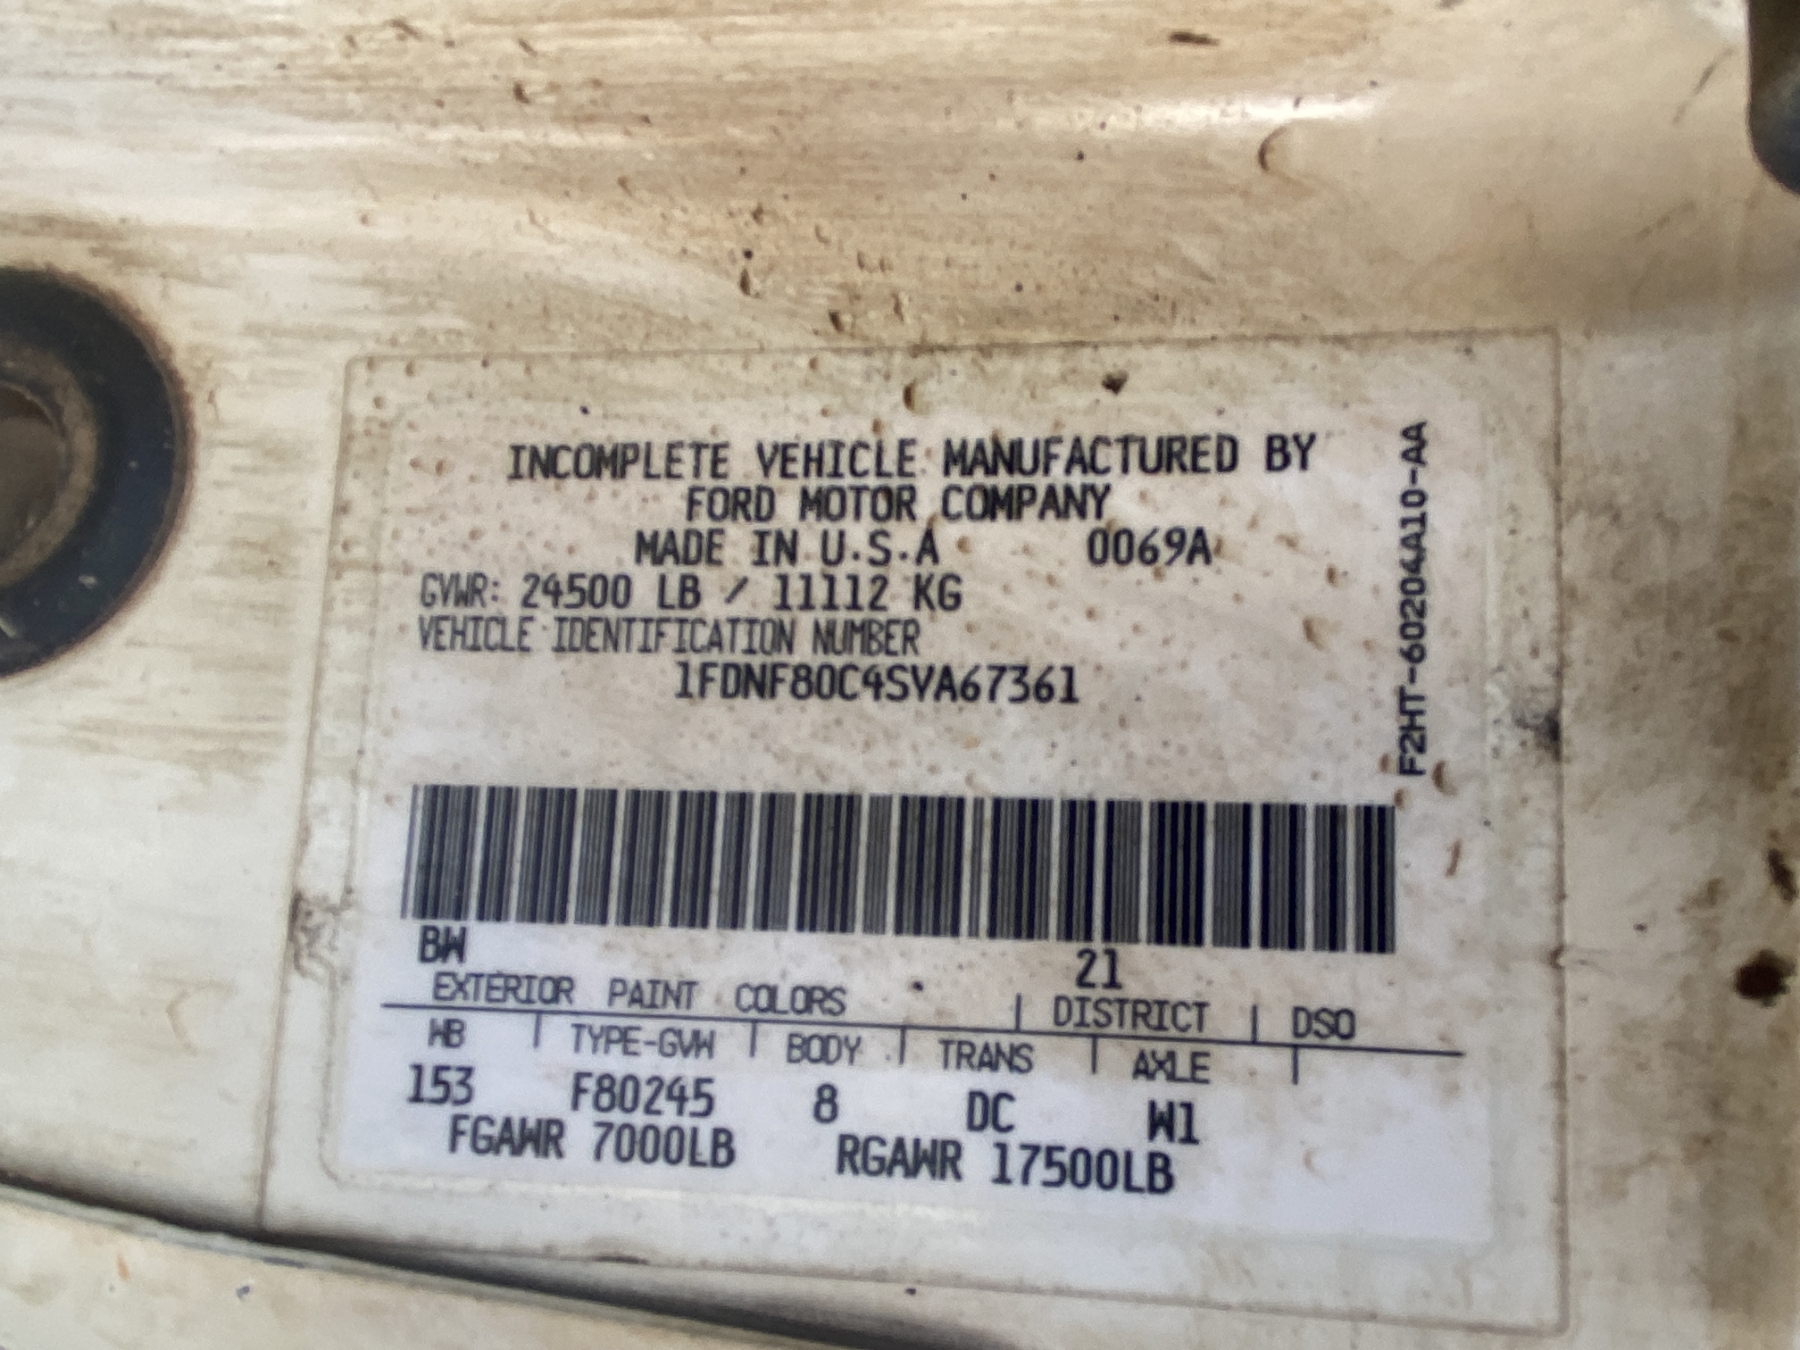 INCOMPLETE VEHICLE MANUFACTURED BY
FORD MOTOR COMPANY
MADE IN U.S.A 0069A
GVWR: 24500 LB / 11112 KG
VEHICLE IDENTIFICATION NUMBER
1FDNF80C4SVA67361
F2HT-60204A10-AA
BW 21
EXTERIOR PAINT COLORS | DISTRICT | DSO
WB | TYPE-GVW | BODY | TRANS | AXLE |
153 F80245 8 DC W1
FGAWR 7000LB RGAWR 17500LB